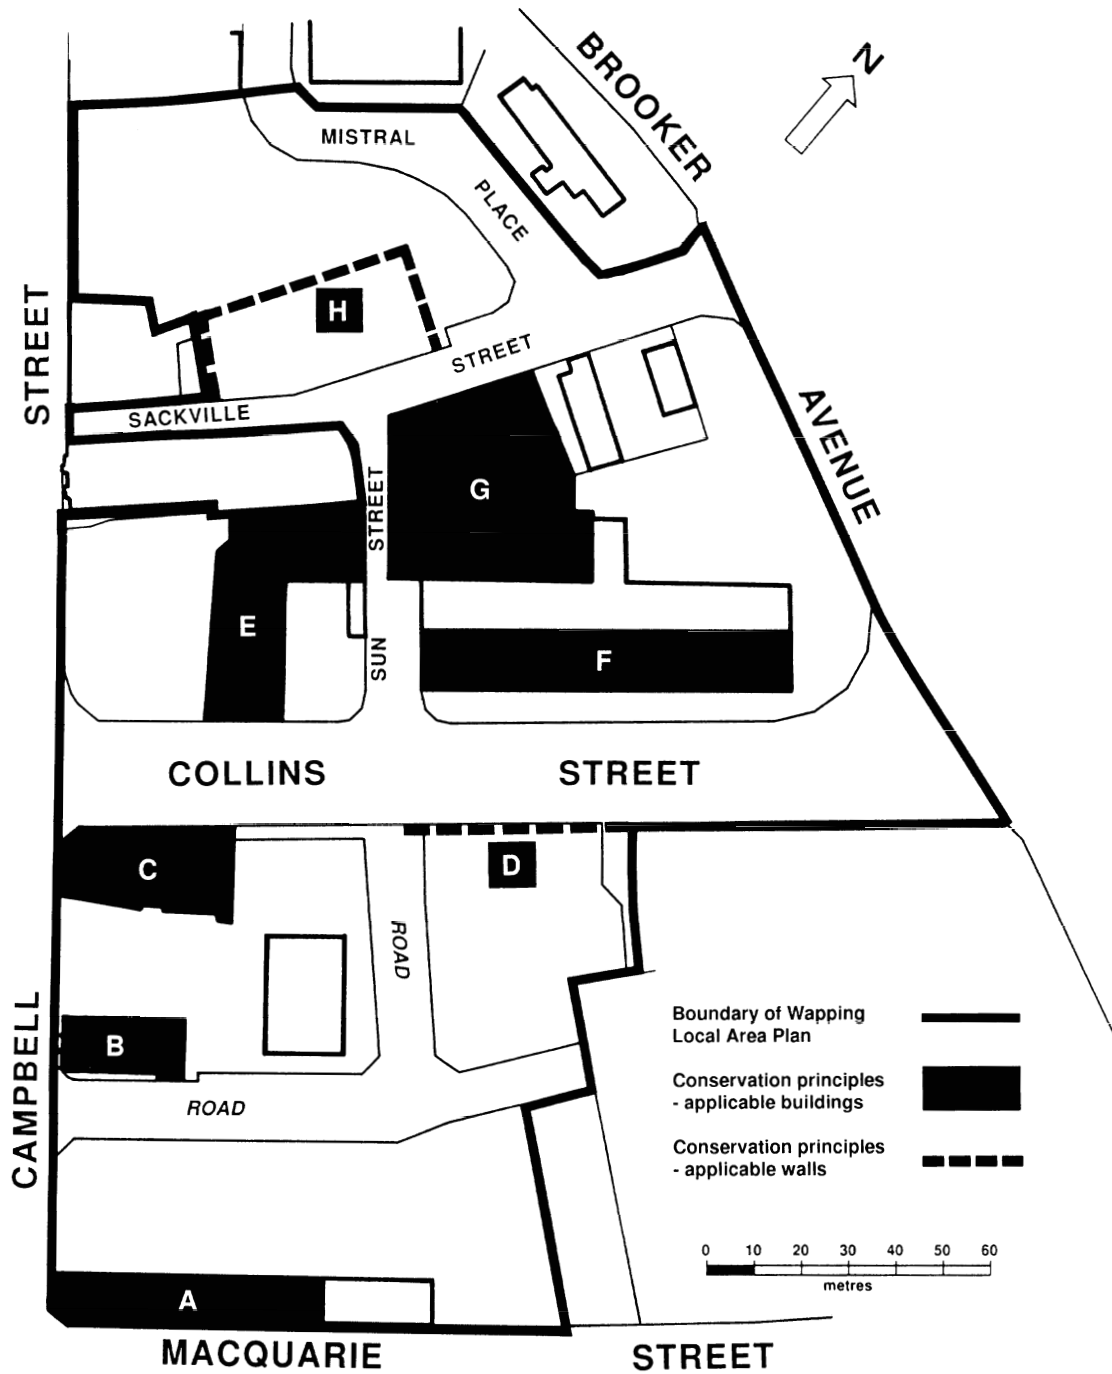 N
BROOKER
MISTRAL
PLACE
H
STREET
STREET
SACKVILLE
AVENUE
G
STREET
E
SUN
F
COLLINS STREET
C
D
ROAD
Boundary of Wapping
Local Area Plan
B
CAMPBELL
Conservation principles
- applicable buildings
ROAD
Conservation principles
- applicable walls
0 10 20 30 40 50 60
metres
A
MACQUARIE STREET